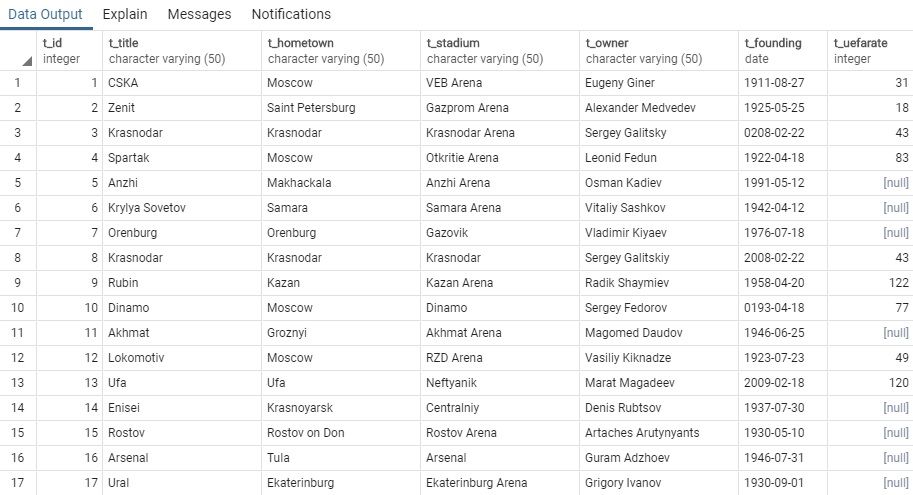 Data Output Explain Messages Notifications
t_id t_title t_hometown t_stadium t_owner t_founding t_uefarate
integer character varying (50) character varying (50) character varying (50) character varying (50) date integer
1 1 CSKA Moscow VEB Arena Eugeny Giner 1911-08-27 31
2 2 Zenit Saint Petersburg Gazprom Arena Alexander Medvedev 1925-05-25 18
3 3 Krasnodar Krasnodar Krasnodar Arena Sergey Galitsky 0208-02-22 43
4 4 Spartak Moscow Otkritie Arena Leonid Fedun 1922-04-18 83
5 5 Anzhi Makhackala Anzhi Arena Osman Kadiev 1991-05-12 [null]
6 6 Krylya Sovetov Samara Samara Arena Vitaliy Sashkov 1942-04-12 [null]
7 7 Orenburg Orenburg Gazovik Vladimir Kiyaev 1976-07-18 [null]
8 8 Krasnodar Krasnodar Krasnodar Sergey Galitskiy 2008-02-22 43
9 9 Rubin Kazan Kazan Arena Radik Shaymiev 1958-04-20 122
10 10 Dinamo Moscow Dinamo Sergey Fedorov 0193-04-18 77
11 11 Akhmat Groznyi Akhmat Arena Magomed Daudov 1946-06-25 [null]
12 12 Lokomotiv Moscow RZD Arena Vasiliy Kiknadze 1923-07-23 49
13 13 Ufa Ufa Neftyanik Marat Magadeev 2009-02-18 120
14 14 Enisei Krasnoyarsk Centralniy Denis Rubtsov 1937-07-30 [null]
15 15 Rostov Rostov on Don Rostov Arena Artaches Arutynyants 1930-05-10 [null]
16 16 Arsenal Tula Arsenal Guram Adzhoev 1946-07-31 [null]
17 17 Ural Ekaterinburg Ekaterinburg Arena Grigory Ivanov 1930-09-01 [null]